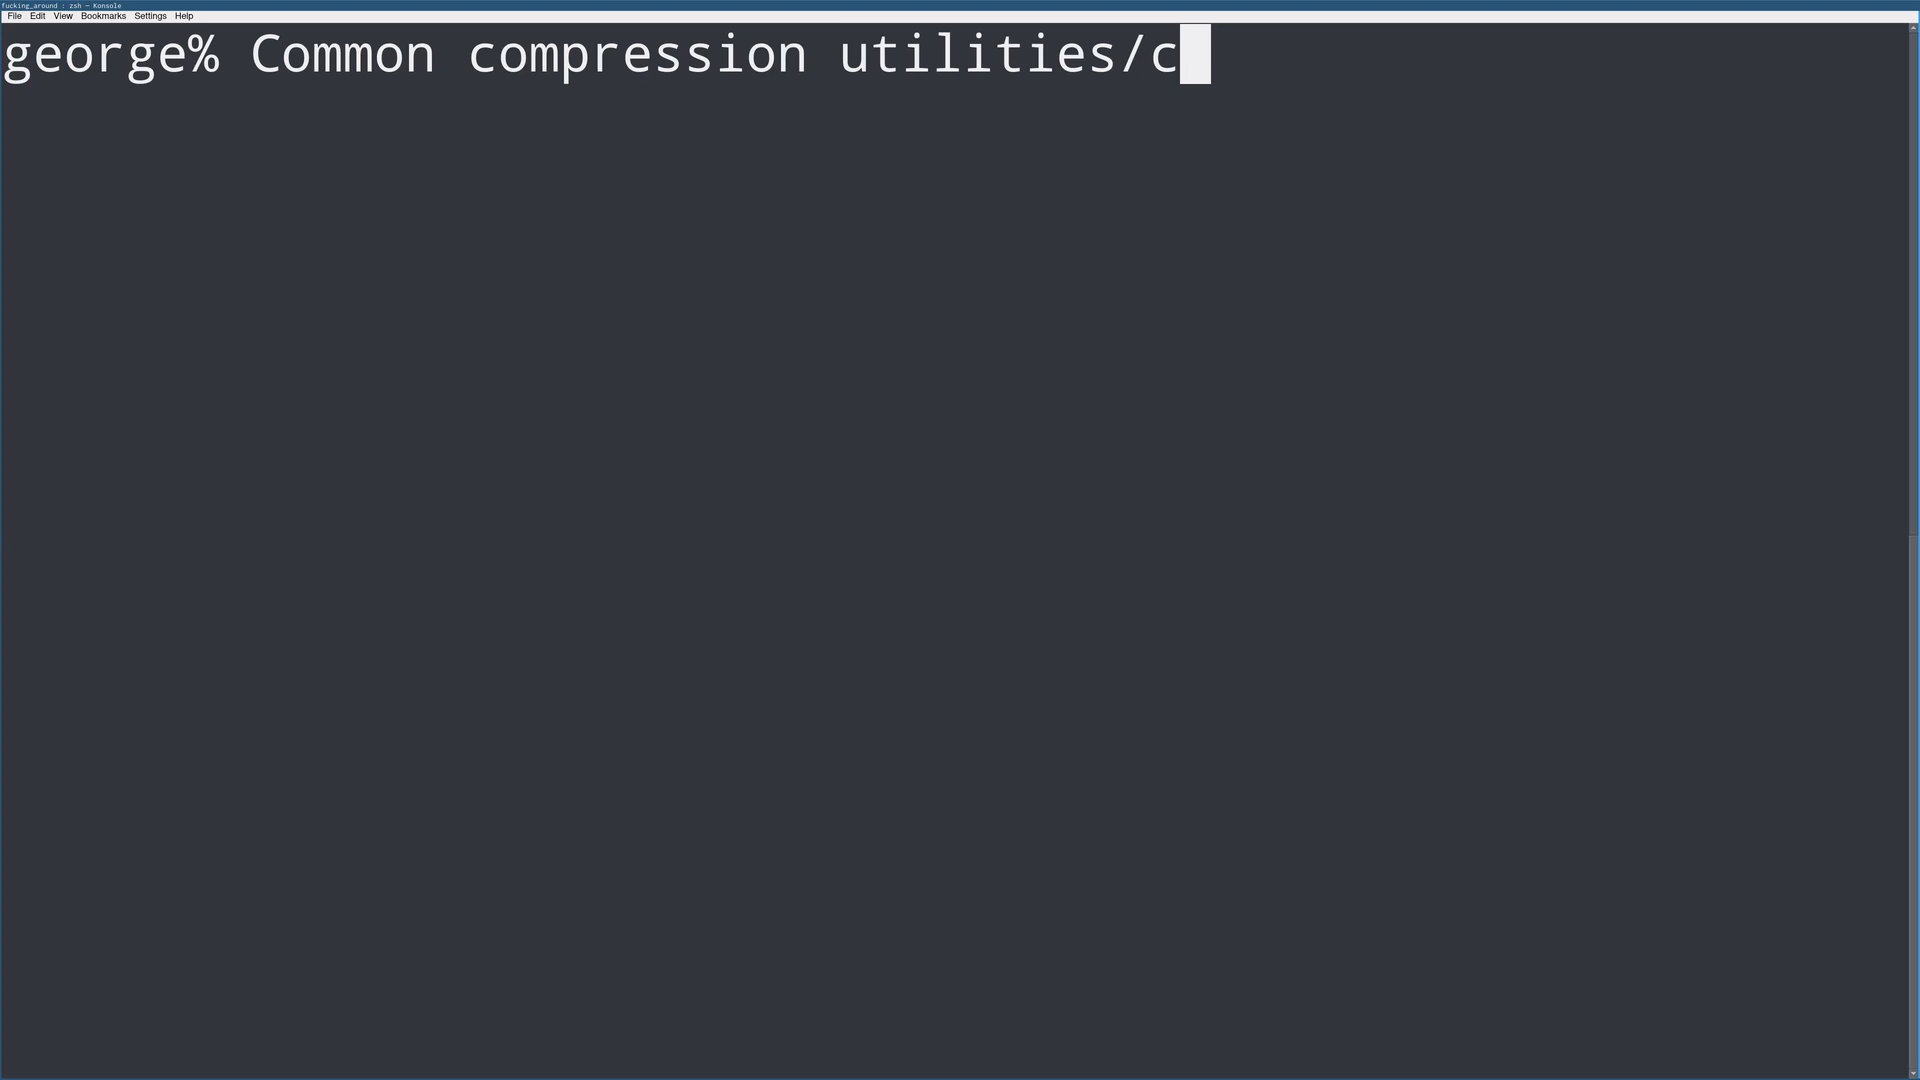 fucking_around : zsh — Konsole
File Edit View Bookmarks Settings Help
george% Common compression utilities/c